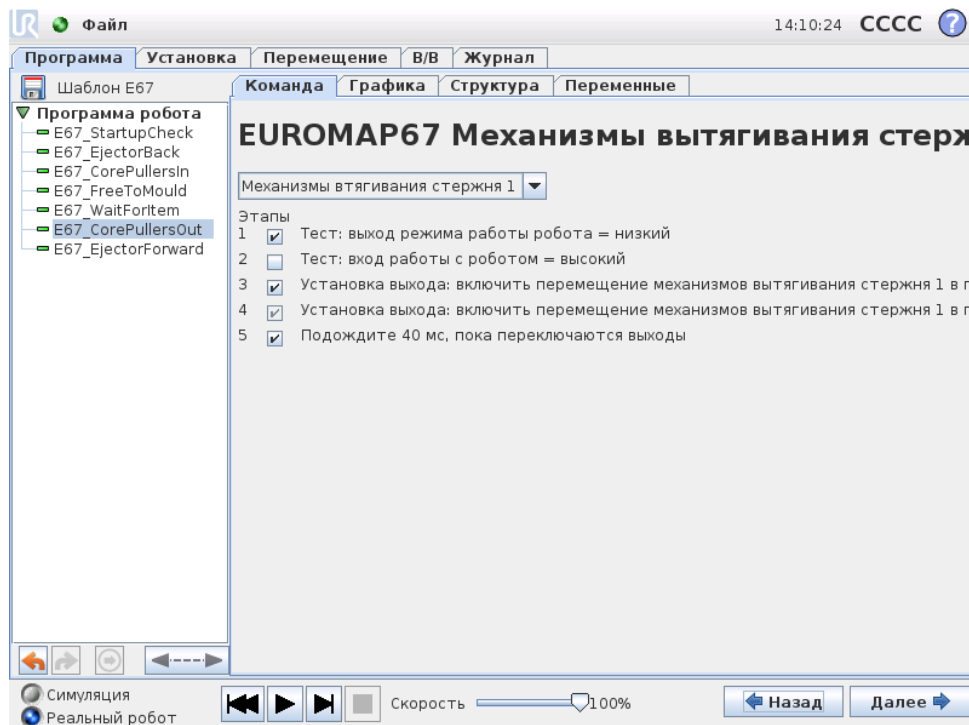 UR Файл 14:10:24 CCCC ?
Программа Установка Перемещение В/В Журнал
Шаблон E67
Команда Графика Структура Переменные
Программа робота
E67_StartupCheck
E67_EjectorBack
E67_CorePullersIn
E67_FreeToMould
E67_WaitForItem
E67_CorePullersOut
E67_EjectorForward
EUROMAP67 Механизмы вытягивания стерж
Механизмы втягивания стержня 1
Этапы
1 Тест: выход режима работы робота = низкий
2 Тест: вход работы с роботом = высокий
3 Установка выхода: включить перемещение механизмов вытягивания стержня 1 в
4 Установка выхода: включить перемещение механизмов вытягивания стержня 1 в
5 Подождите 40 мс, пока переключаются выходы
Симуляция
Реальный робот
Скорость 100%
Назад Далее